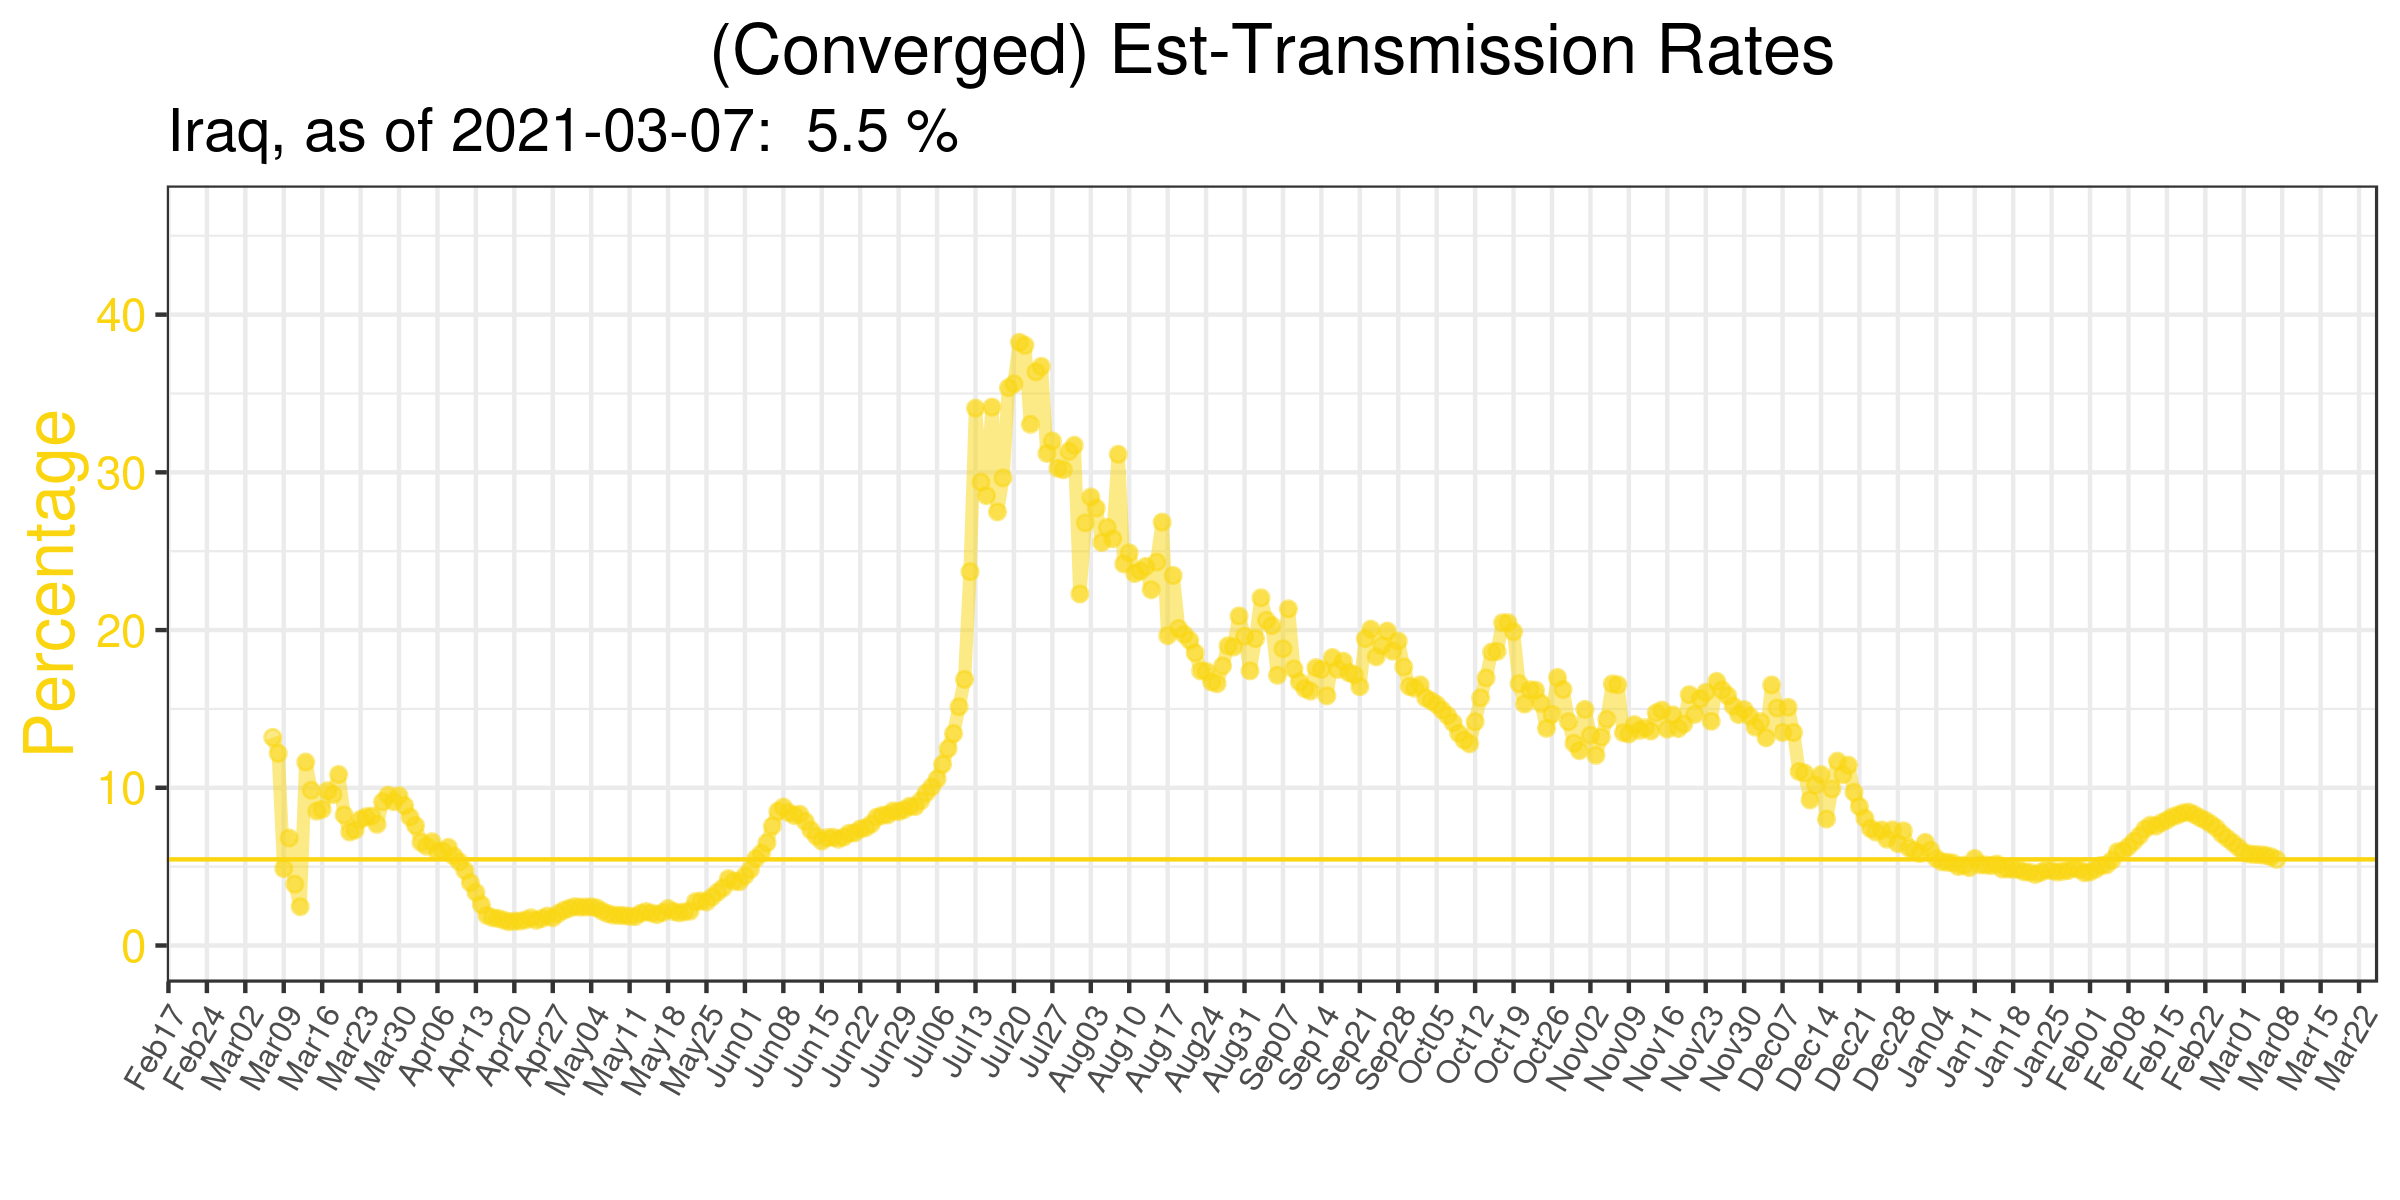 (Converged) Est-Transmission Rates
Iraq, as of 2021-03-07:  5.5 %
Percentage
40
30
20
10
0
Feb17
Feb24
Mar02
Mar09
Mar16
Mar23
Mar30
Apr06
Apr13
Apr20
Apr27
May04
May11
May18
May25
Jun01
Jun08
Jun15
Jun22
Jun29
Jul06
Jul13
Jul20
Jul27
Aug03
Aug10
Aug17
Aug24
Aug31
Sep07
Sep14
Sep21
Sep28
Oct05
Oct12
Oct19
Oct26
Nov02
Nov09
Nov16
Nov23
Nov30
Dec07
Dec14
Dec21
Dec28
Jan04
Jan11
Jan18
Jan25
Feb01
Feb08
Feb15
Feb22
Mar01
Mar08
Mar15
Mar22